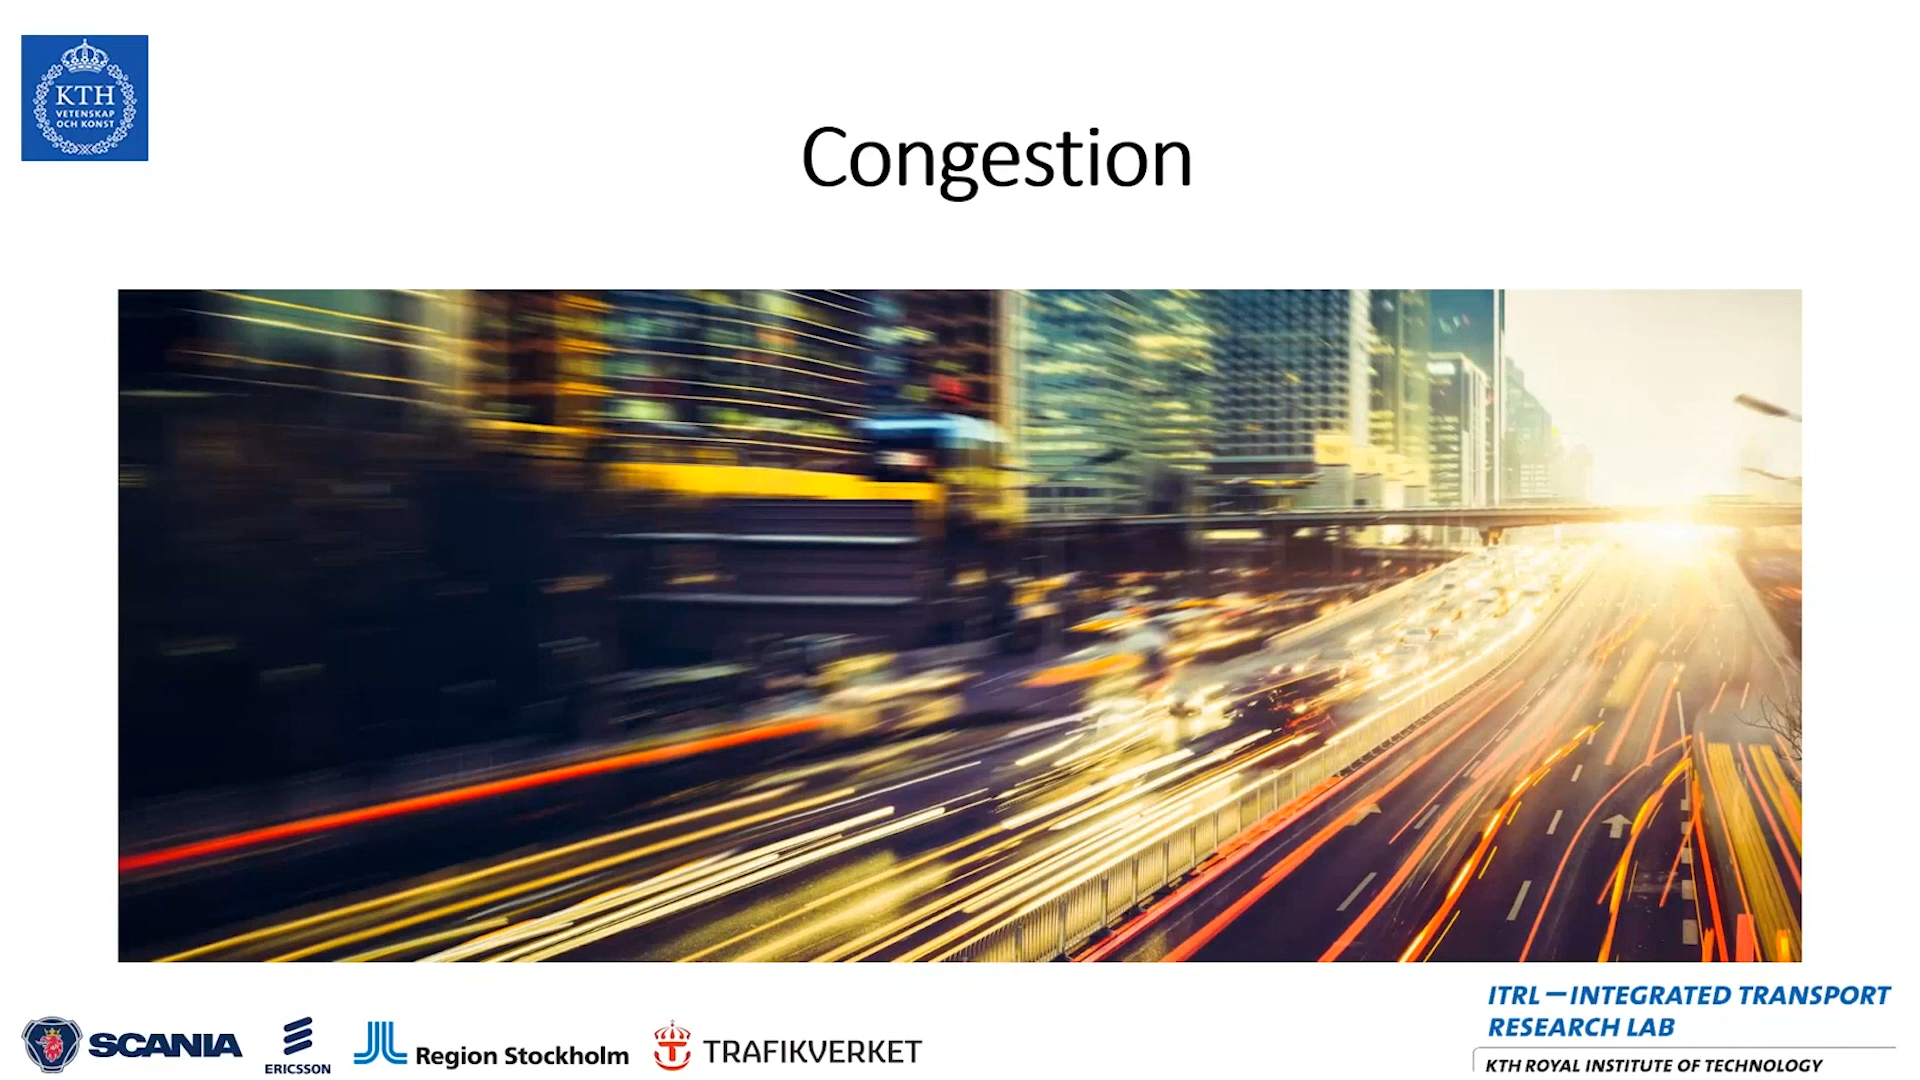 KTH
VETENSKAP
OCH KONST
Congestion
SCANIA
ERICSSON
Region Stockholm
TRAFIKVERKET
ITRL – INTEGRATED TRANSPORT
RESEARCH LAB
KTH ROYAL INSTITUTE OF TECHNOLOGY